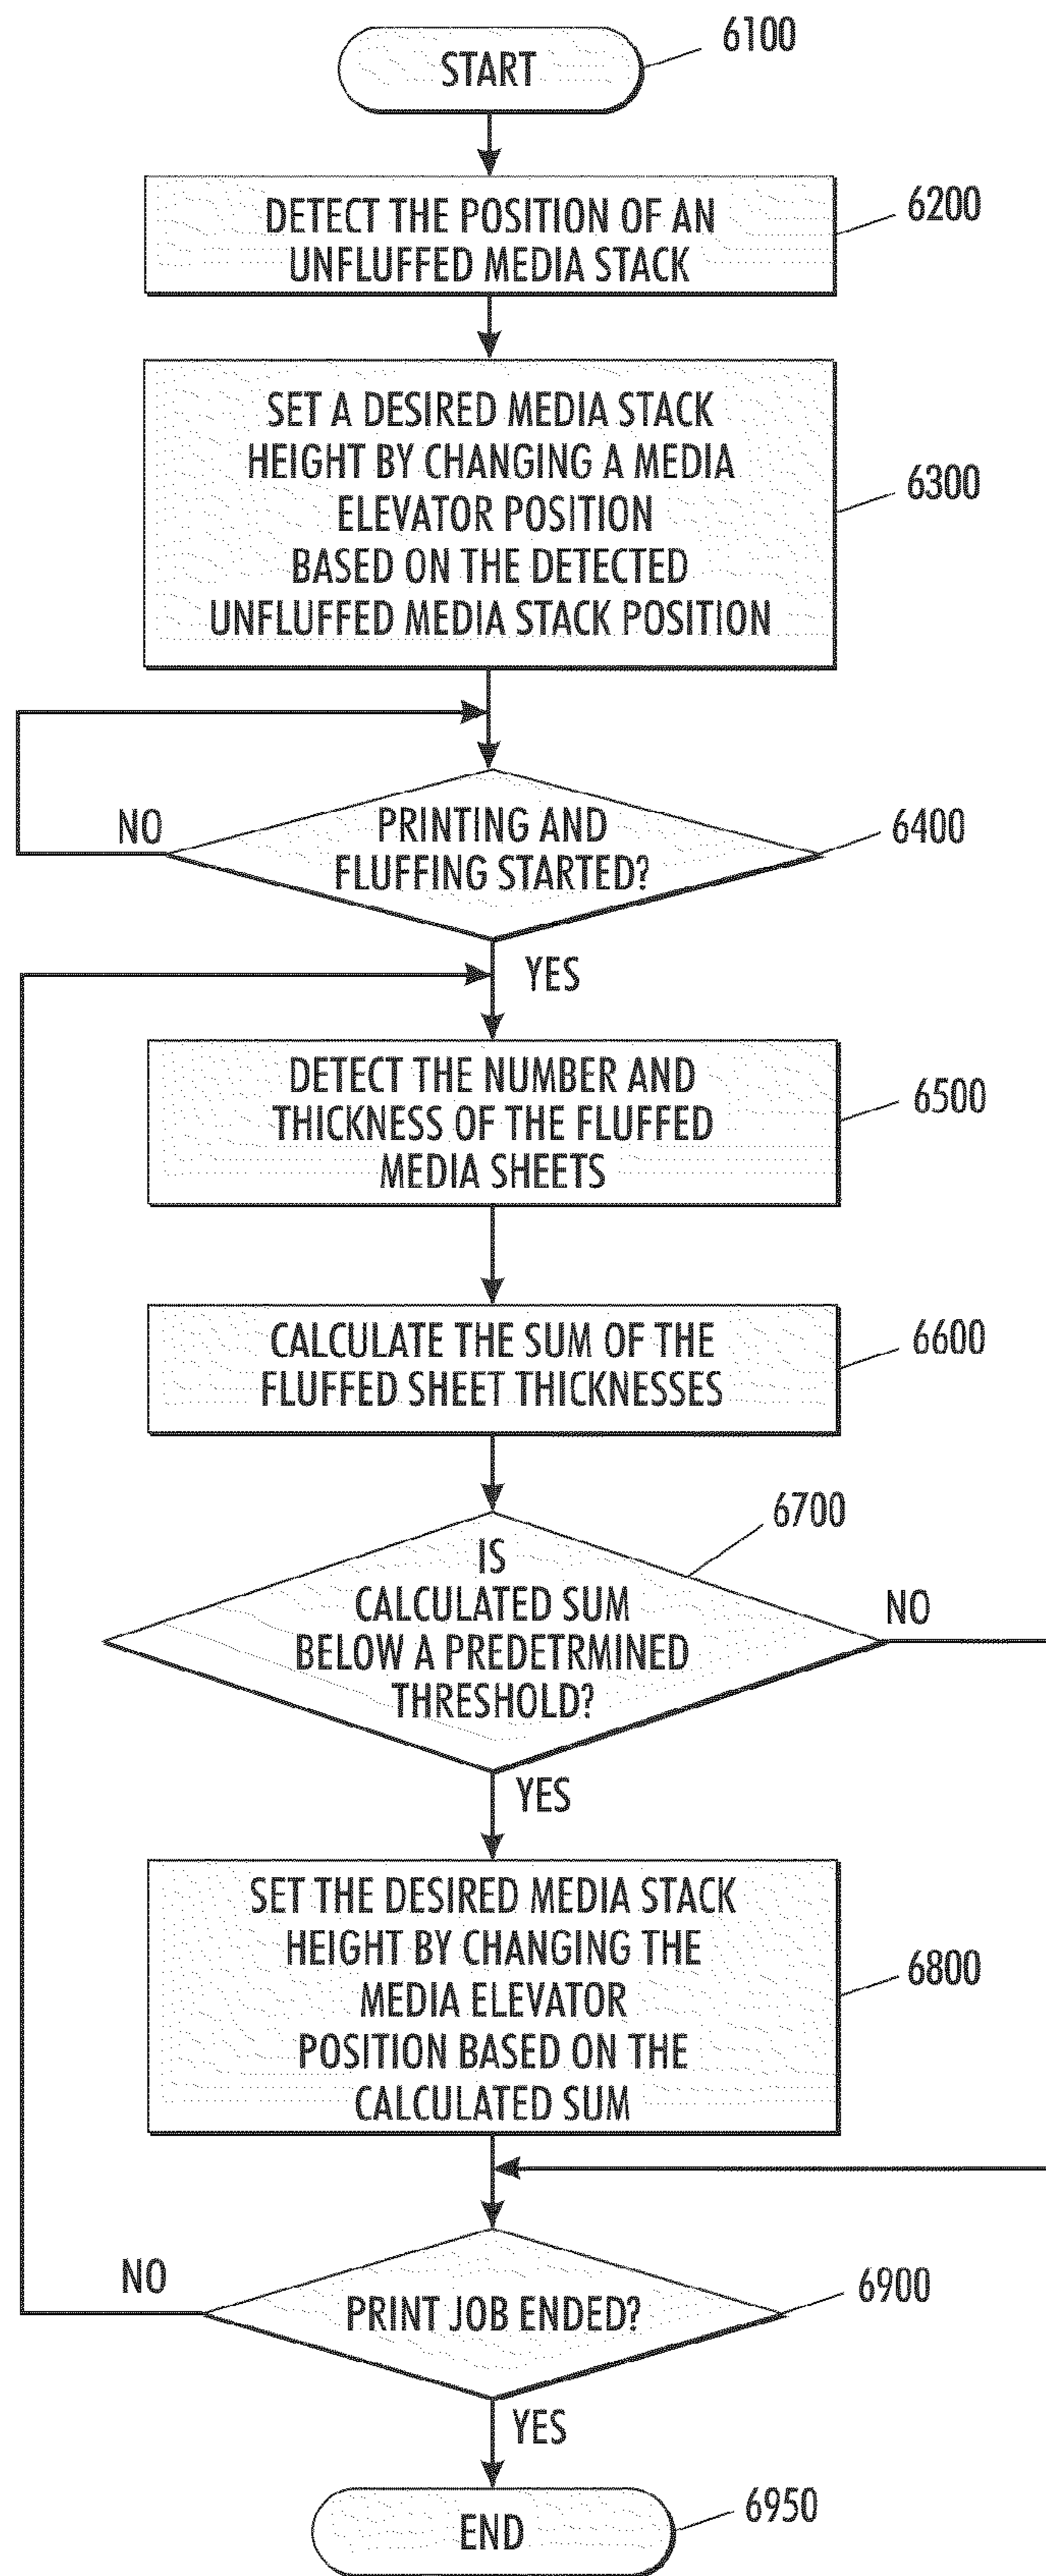 START
6100
DETECT THE POSITION OF AN
UNFLUFFED MEDIA STACK
6200
SET A DESIRED MEDIA STACK
HEIGHT BY CHANGING A MEDIA
ELEVATOR POSITION
BASED ON THE DETECTED
UNFLUFFED MEDIA STACK POSITION
6300
NO
PRINTING AND
FLUFFING STARTED?
6400
YES
DETECT THE NUMBER AND
THICKNESS OF THE FLUFFED
MEDIA SHEETS
6500
CALCULATE THE SUM OF THE
FLUFFED SHEET THICKNESSES
6600
6700
IS
CALCULATED SUM
BELOW A PREDETRMINED
THRESHOLD?
NO
YES
SET THE DESIRED MEDIA STACK
HEIGHT BY CHANGING THE
MEDIA ELEVATOR
POSITION BASED ON THE
CALCULATED SUM
6800
NO
PRINT JOB ENDED?
6900
YES
END
6950